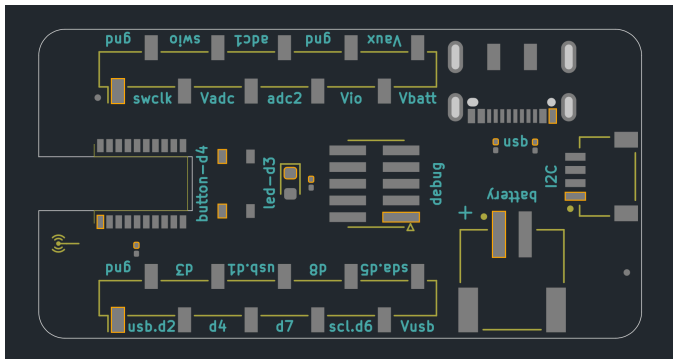 gnd swio adc1 gnd Vaux
swclk Vadc adc2 Vio Vbatt
usb
button-d4
led-d3
debug
I2C
battery
+
gnd d3 usb.d1 d8 sda.d5
usb.d2 d4 d7 scl.d6 Vusb